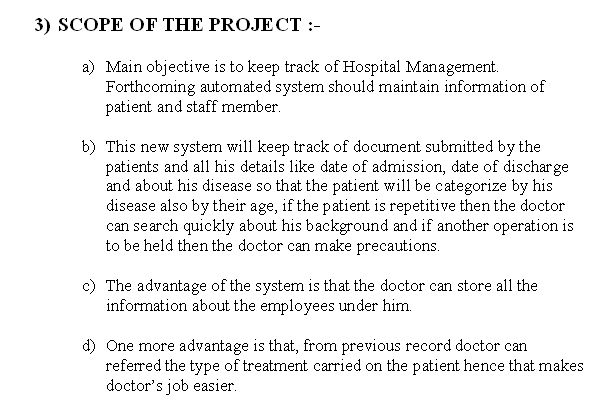 3) SCOPE OF THE PROJECT :-
a) Main objective is to keep track of Hospital Management.
Forthcoming automated system should maintain information of
patient and staff member.
b) This new system will keep track of document submitted by the
patients and all his details like date of admission, date of discharge
and about his disease so that the patient will be categorize by his
disease also by their age, if the patient is repetitive then the doctor
can search quickly about his background and if another operation is
to be held then the doctor can make precautions.
c) The advantage of the system is that the doctor can store all the
information about the employees under him.
d) One more advantage is that, from previous record doctor can
referred the type of treatment carried on the patient hence that makes
doctor's job easier.